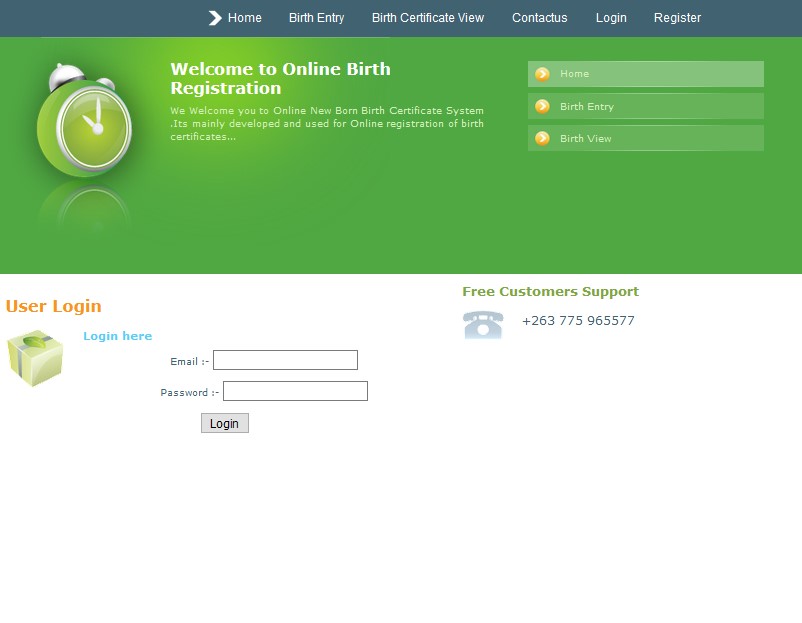 Home Birth Entry Birth Certificate View Contactus Login Register
Welcome to Online Birth
Registration
We Welcome you to Online New Born Birth Certificate System
.Its mainly developed and used for Online registration of birth
certificates...
Home
Birth Entry
Birth View
User Login
Login here
Email :-
Password :-
Login
Free Customers Support
+263 775 965577